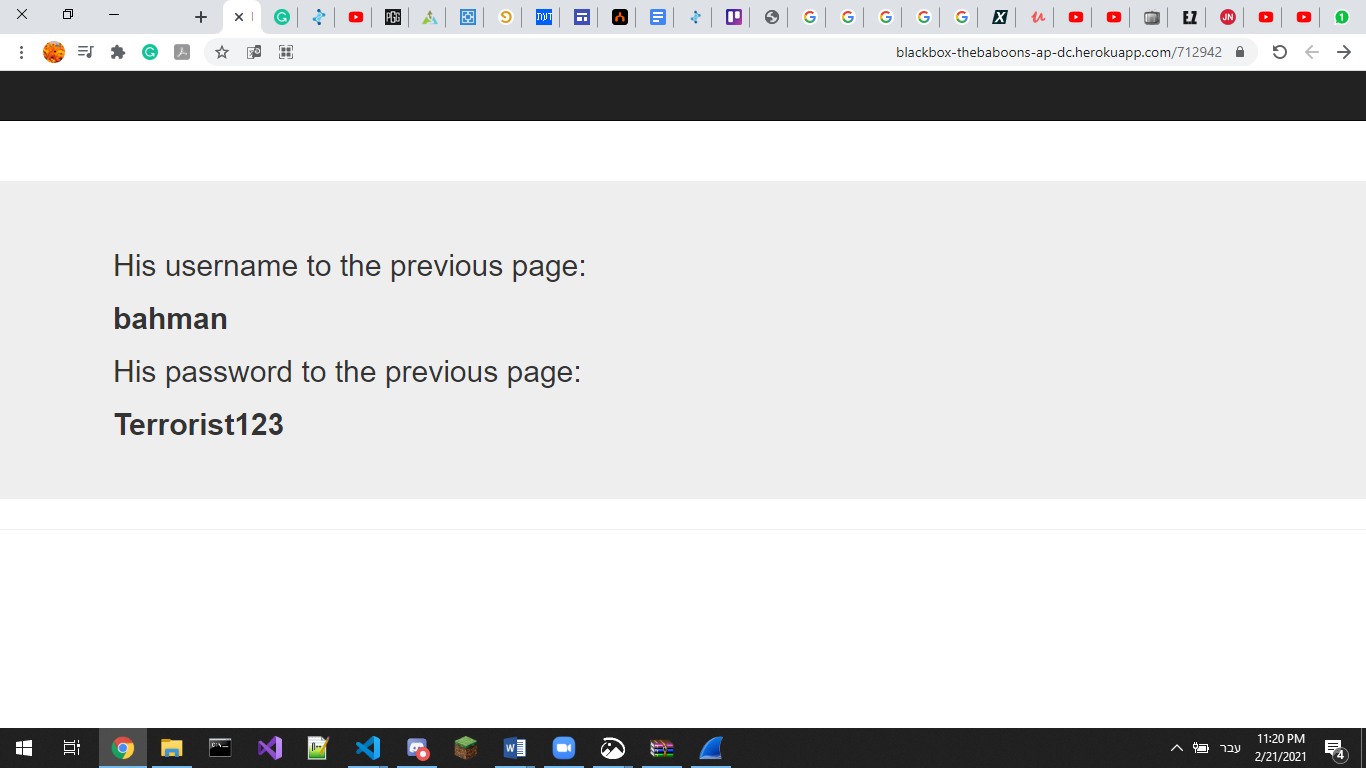 blackbox-thebaboons-ap-dc.herokuapp.com/712942
His username to the previous page:
bahman
His password to the previous page:
Terrorist123
עבר
11:20 PM
2/21/2021
4